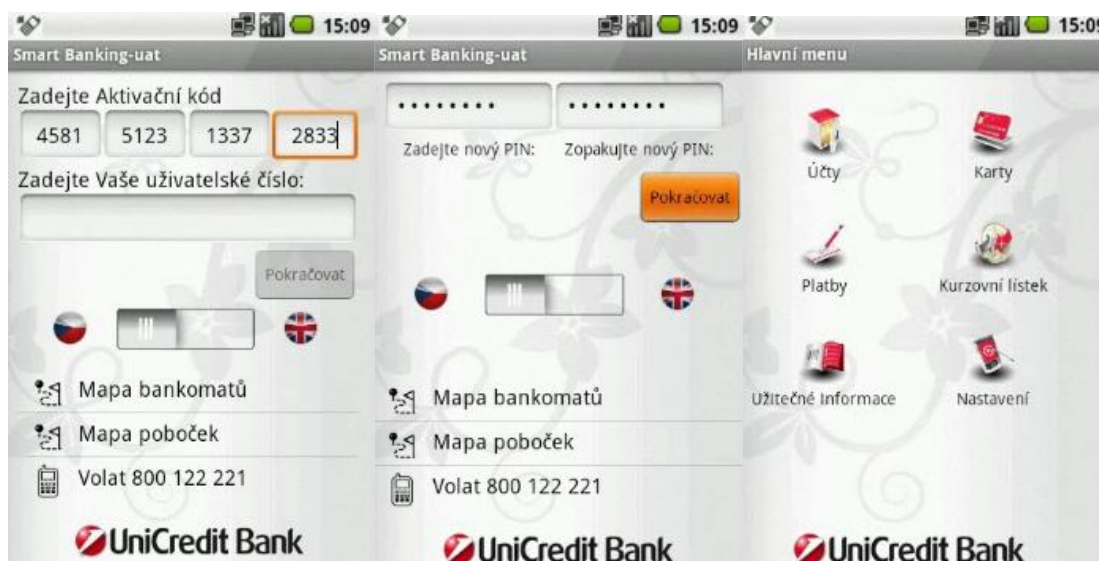 15:09
Smart Banking-uat
Zadejte Aktivační kód
4581 5123 1337 2833
Zadejte Vaše uživatelské číslo:
Pokračovat
Mapa bankomatů
Mapa poboček
Volat 800 122 221
UniCredit Bank
15:09
Smart Banking-uat
Zadejte nový PIN: Zopakujte nový PIN:
Pokračovat
Mapa bankomatů
Mapa poboček
Volat 800 122 221
UniCredit Bank
15:09
Hlavní menu
Účty Karty
Platby Kurzovní lístek
Užitečné Informace Nastavení
UniCredit Bank